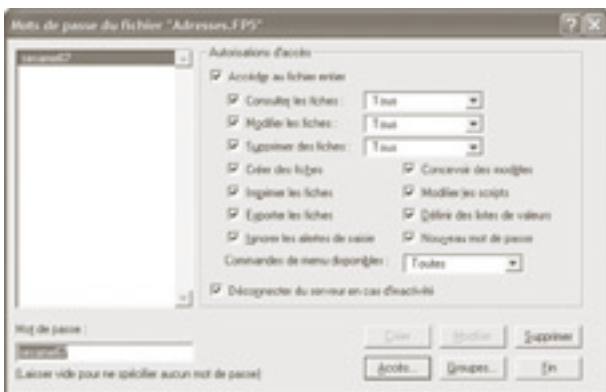 Mots de passe du fichier "Adresses.FP5"
Autorisations d'accès
Accédge au fichier entier
Consulter les fiches : Tous
Modifier les fiches : Tous
Supprimer des fiches : Tous
Créer des fiches
Concevoir des modèles
Imprimer les fiches
Modifier les scripts
Exporter les fiches
Définir des listes de valeurs
Ignorer les alertes de saisie
Nouveau mot de passe
Commandes de menu disponibles : Toutes
Déconnecter du serveur en cas d'inactivité
Mot de passe :
(Laisser vide pour ne spécifier aucun mot de passe)
Créer
Modifier
Supprimer
Accès...
Groupes...
Fin